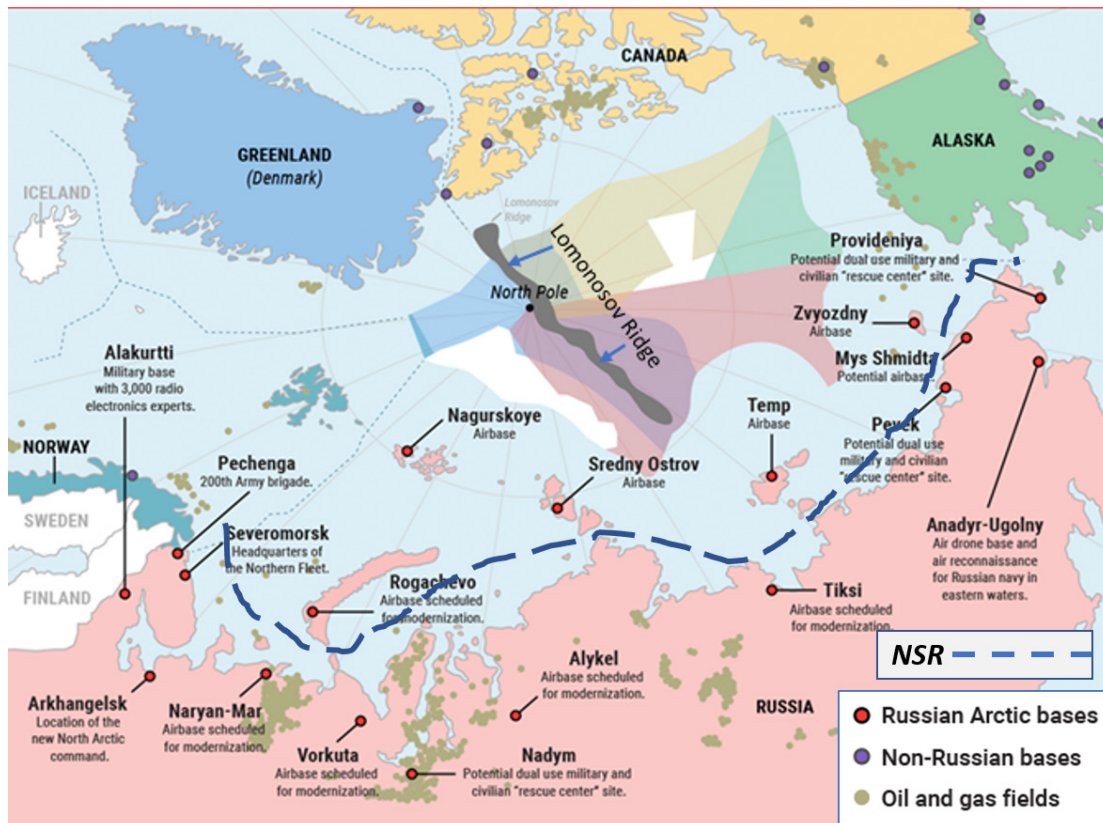 CANADA
GREENLAND
(Denmark)
ALASKA
ICELAND
Lomonosov
Ridge
Lomonosov Ridge
North Pole
Provideniya
Potential dual use military and
civilian “rescue center” site.
Zvyozdny
Airbase
Mys Shmidta
Potential airbase
Alakurtti
Military base
with 3,000 radio
electronics experts.
Nagurskoye
Airbase
Temp
Airbase
Pevek
Potential dual use
military and civilian
“rescue center” site.
NORWAY
Pechenga
200th Army brigade.
Sredny Ostrov
Airbase
SWEDEN
Severomorsk
Headquarters of
the Northern Fleet.
Anadyr-Ugolny
Air drone base and
air reconnaissance
for Russian navy in
eastern waters.
FINLAND
Rogachevo
Airbase scheduled
for modernization.
Tiksi
Airbase scheduled
for modernization.
NSR
Alykel
Airbase scheduled
for modernization.
Arkhangelsk
Location of the
new North Arctic
command.
Naryan-Mar
Airbase scheduled
for modernization.
RUSSIA
Vorkuta
Airbase scheduled
for modernization.
Nadym
Potential dual use military and
civilian “rescue center” site.
Russian Arctic bases
Non-Russian bases
Oil and gas fields